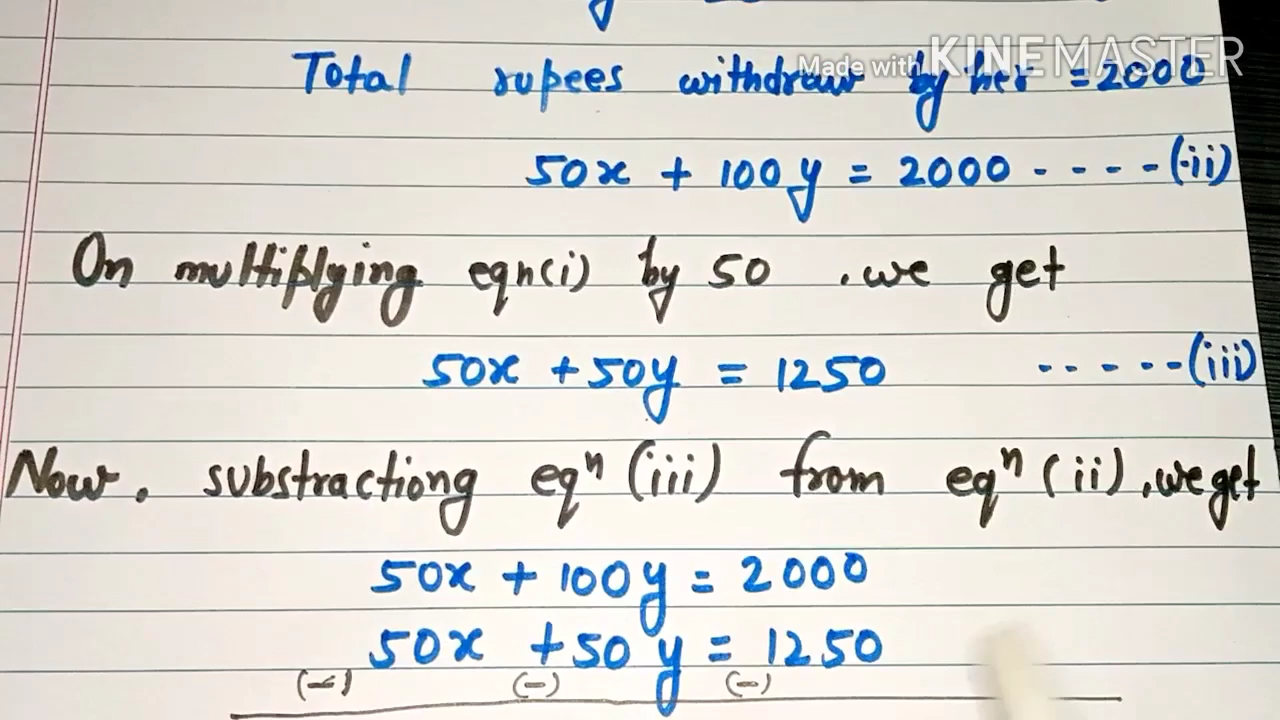 Made with KINEMASTER
Total rupees withdraw by her = 2000
50x + 100y = 2000 - - - - -(ii)
On multiplying eqn(i) by 50 , we get
50x + 50y = 1250 - - - - - -(iii)
Now, substractiong eqⁿ (iii) from eqⁿ (ii), we get
50x + 100y = 2000
50x + 50y = 1250
(-) (-) (-)